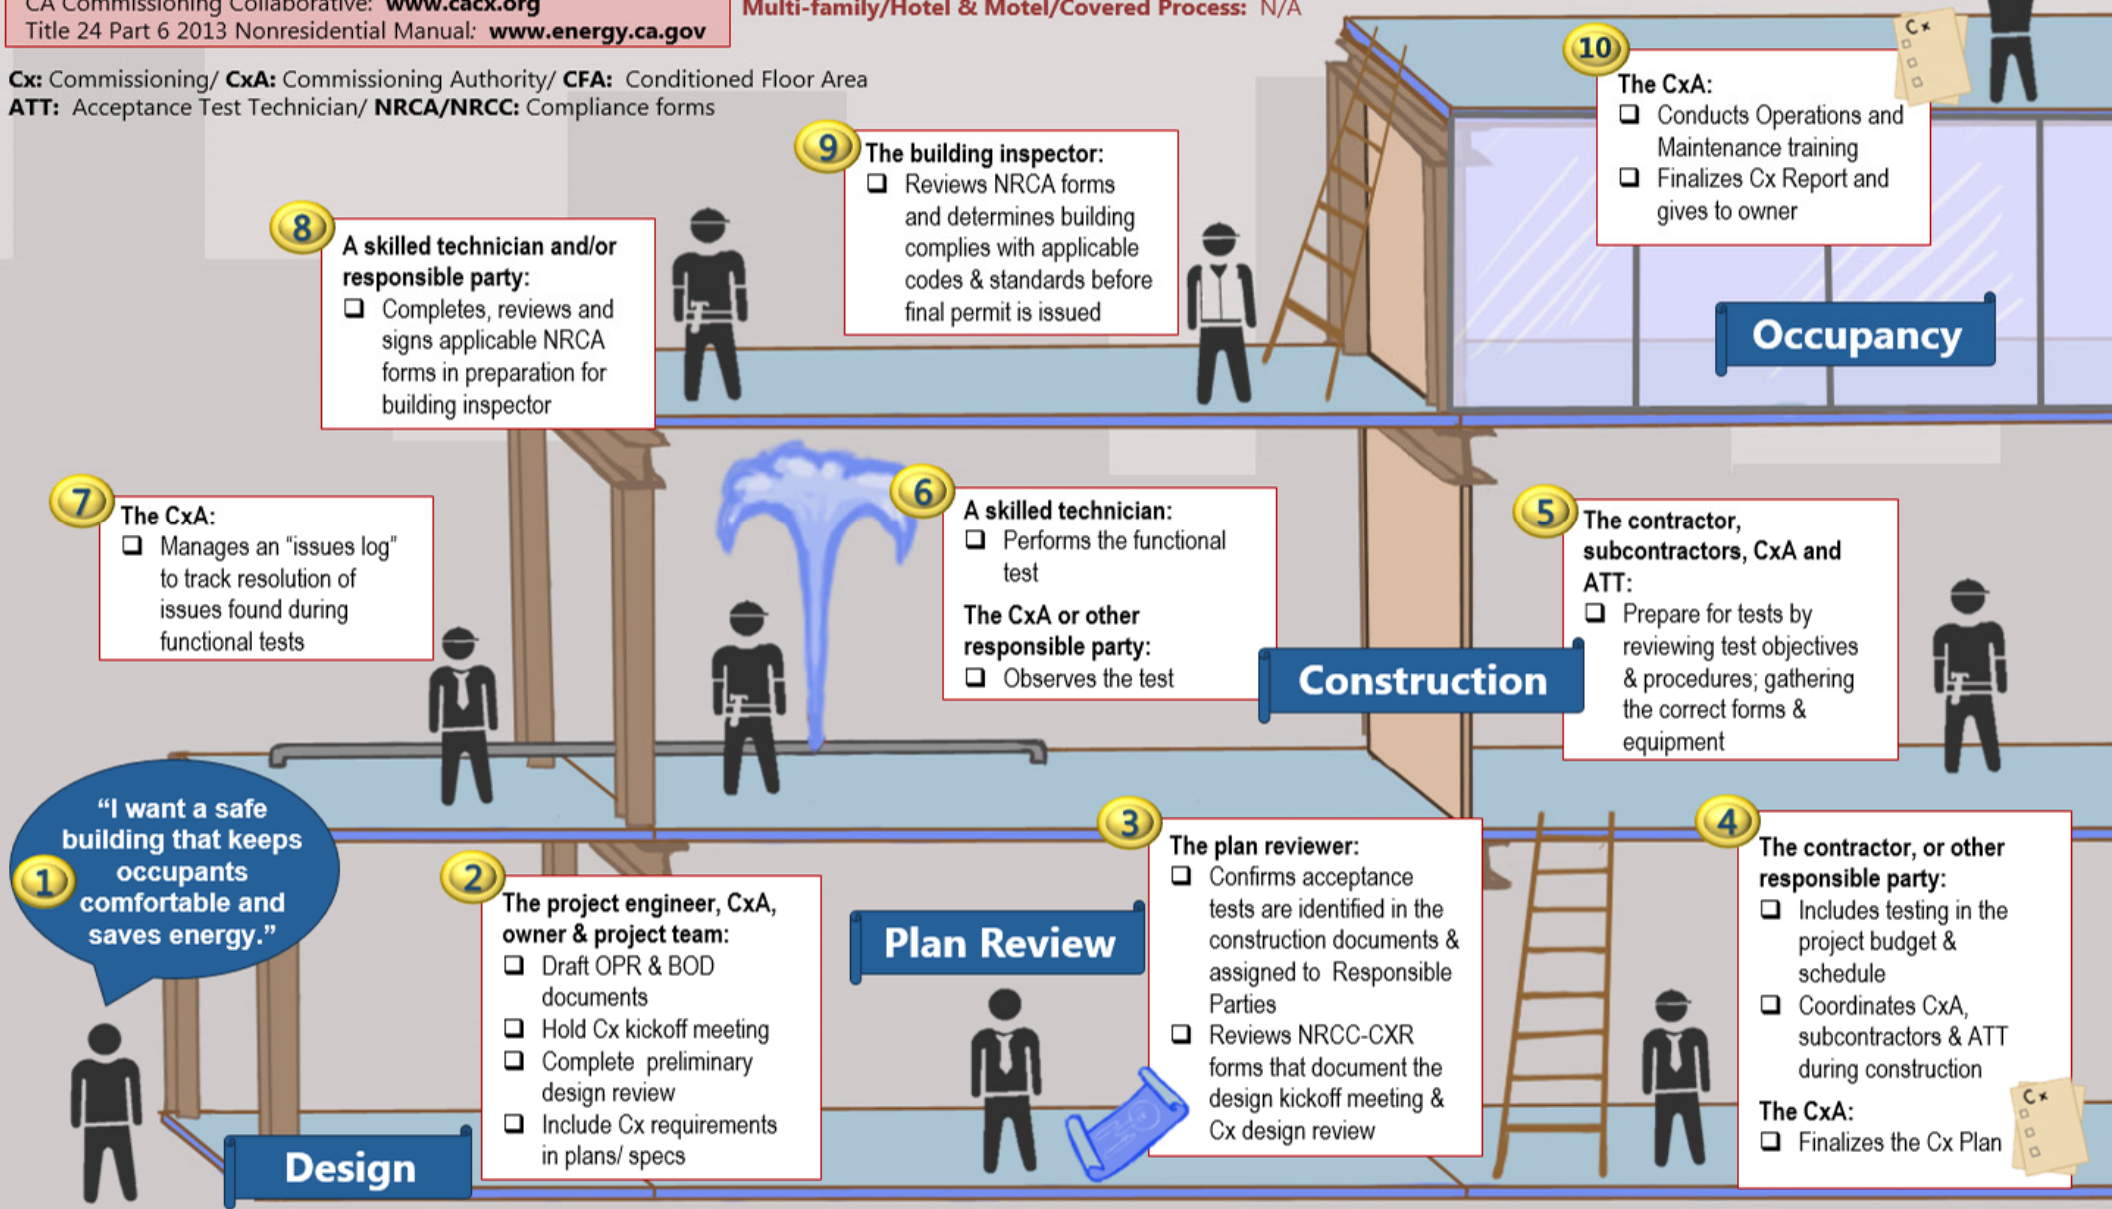 CA Commissioning Collaborative: www.cacx.org
Title 24 Part 6 2013 Nonresidential Manual: www.energy.ca.gov
Multi-family/Hotel & Motel/Covered Process: N/A
Cx: Commissioning/ CxA: Commissioning Authority/ CFA: Conditioned Floor Area
ATT: Acceptance Test Technician/ NRCA/NRCC: Compliance forms
10
The CxA:
Conducts Operations and
Maintenance training
Finalizes Cx Report and
gives to owner
Cx
Occupancy
9
The building inspector:
Reviews NRCA forms
and determines building
complies with applicable
codes & standards before
final permit is issued
8
A skilled technician and/or
responsible party:
Completes, reviews and
signs applicable NRCA
forms in preparation for
building inspector
7
The CxA:
Manages an “issues log”
to track resolution of
issues found during
functional tests
6
A skilled technician:
Performs the functional
test
The CxA or other
responsible party:
Observes the test
Construction
5
The contractor,
subcontractors, CxA and
ATT:
Prepare for tests by
reviewing test objectives
& procedures; gathering
the correct forms &
equipment
1
“I want a safe
building that keeps
occupants
comfortable and
saves energy.”
Design
2
The project engineer, CxA,
owner & project team:
Draft OPR & BOD
documents
Hold Cx kickoff meeting
Complete preliminary
design review
Include Cx requirements
in plans/ specs
Plan Review
3
The plan reviewer:
Confirms acceptance
tests are identified in the
construction documents &
assigned to Responsible
Parties
Reviews NRCC-CXR
forms that document the
design kickoff meeting &
Cx design review
4
The contractor, or other
responsible party:
Includes testing in the
project budget &
schedule
Coordinates CxA,
subcontractors & ATT
during construction
The CxA:
Finalizes the Cx Plan
Cx